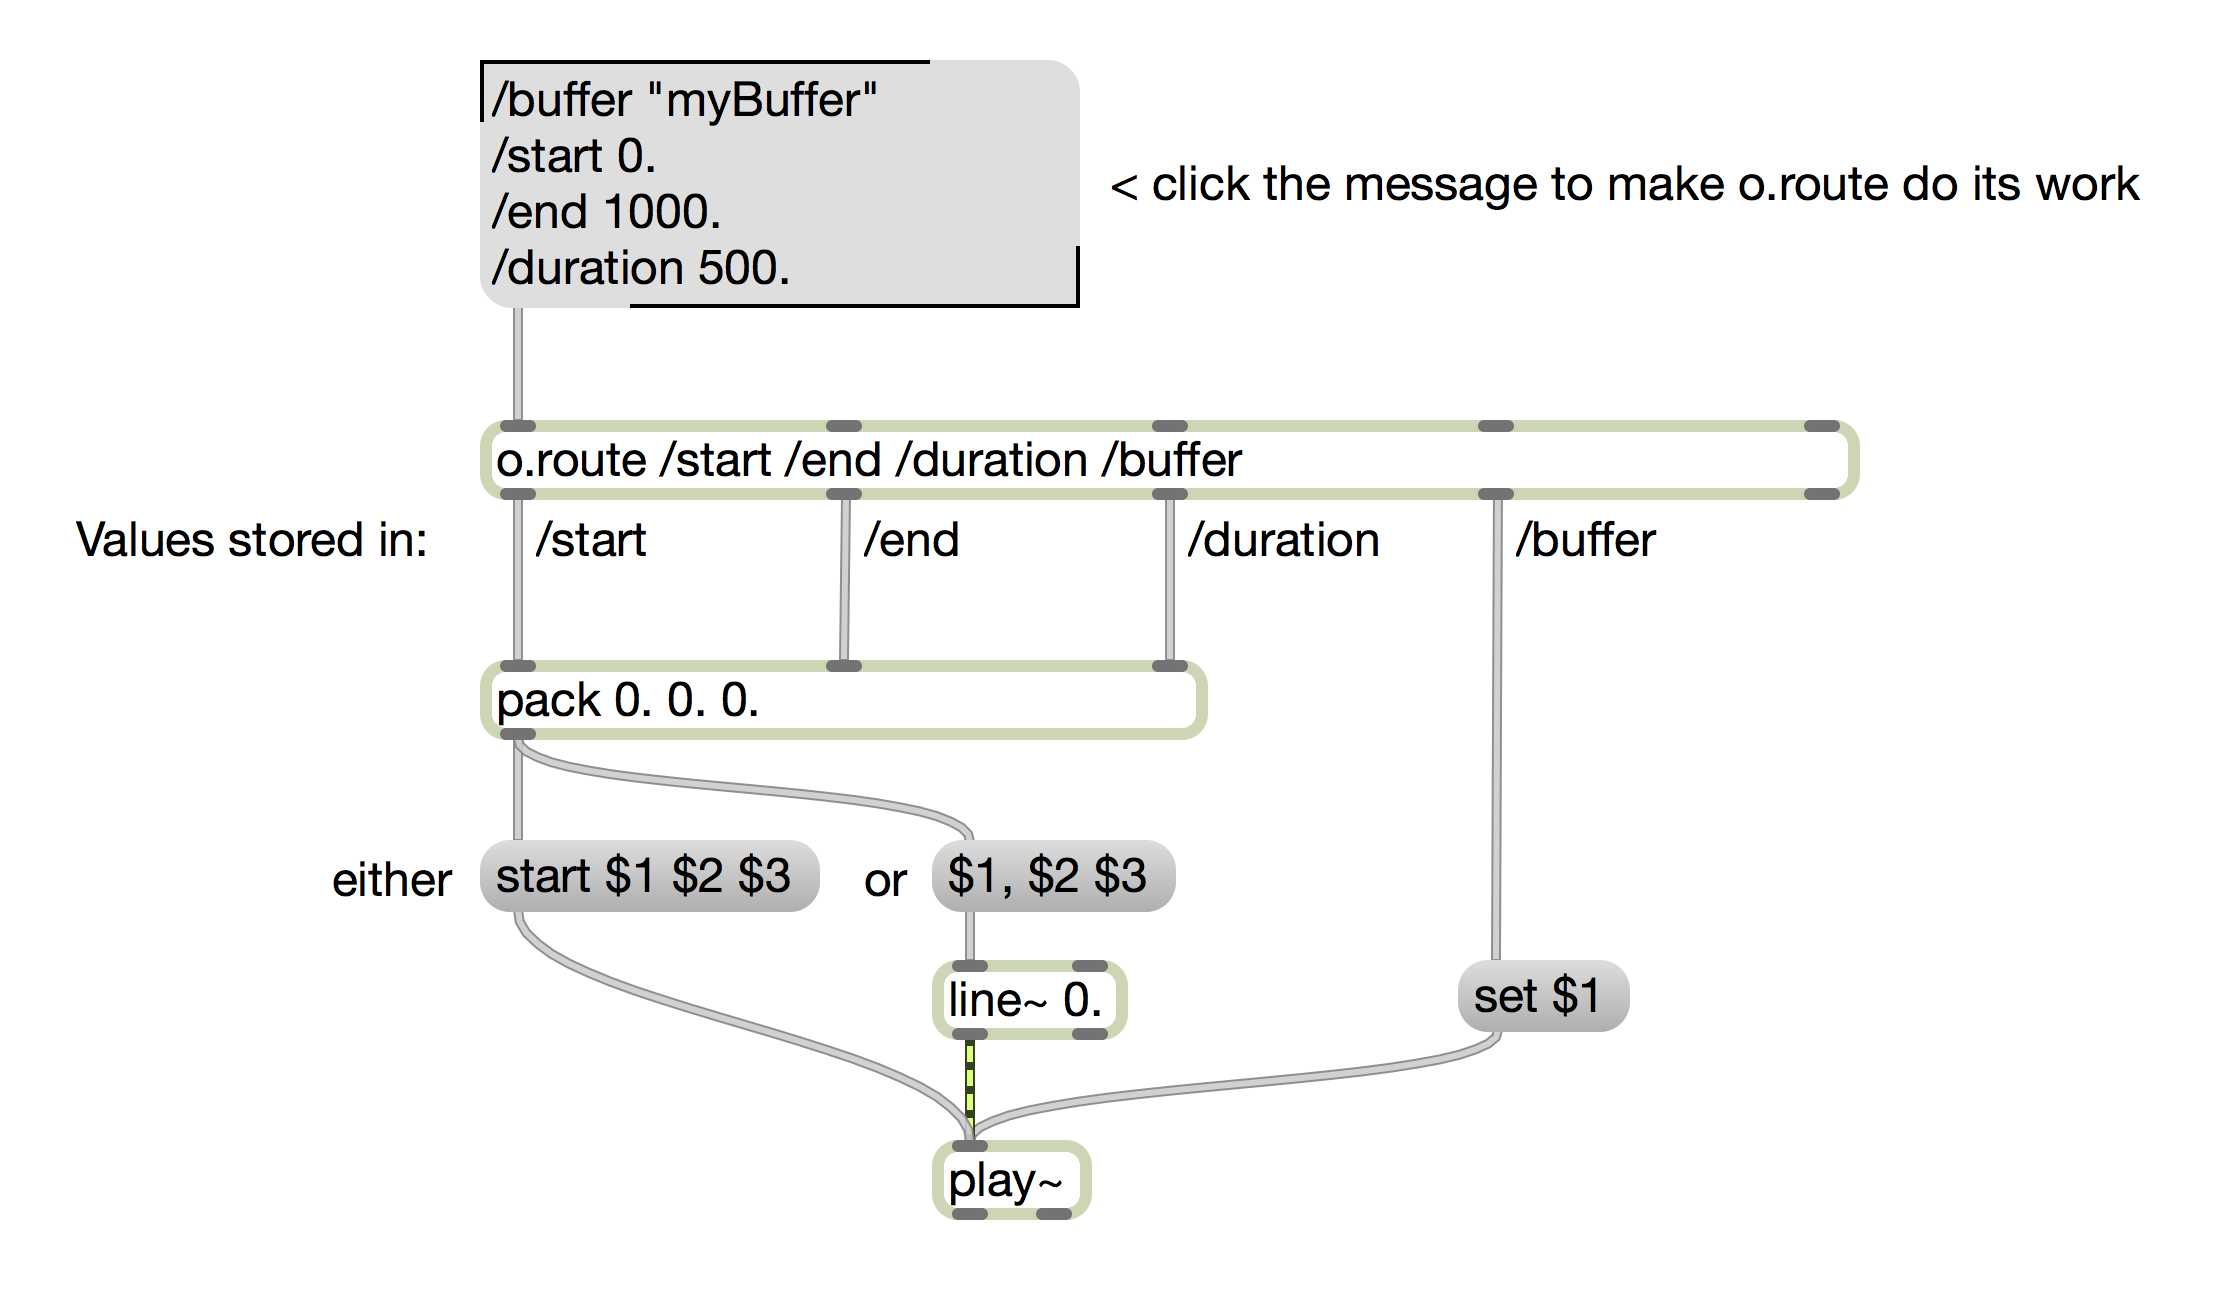 /buffer "myBuffer"
/start 0.
/end 1000.
/duration 500.
< click the message to make o.route do its work
o.route /start /end /duration /buffer
Values stored in: /start /end /duration /buffer
pack 0. 0. 0.
either start $1 $2 $3 or $1, $2 $3
line~ 0.
set $1
play~